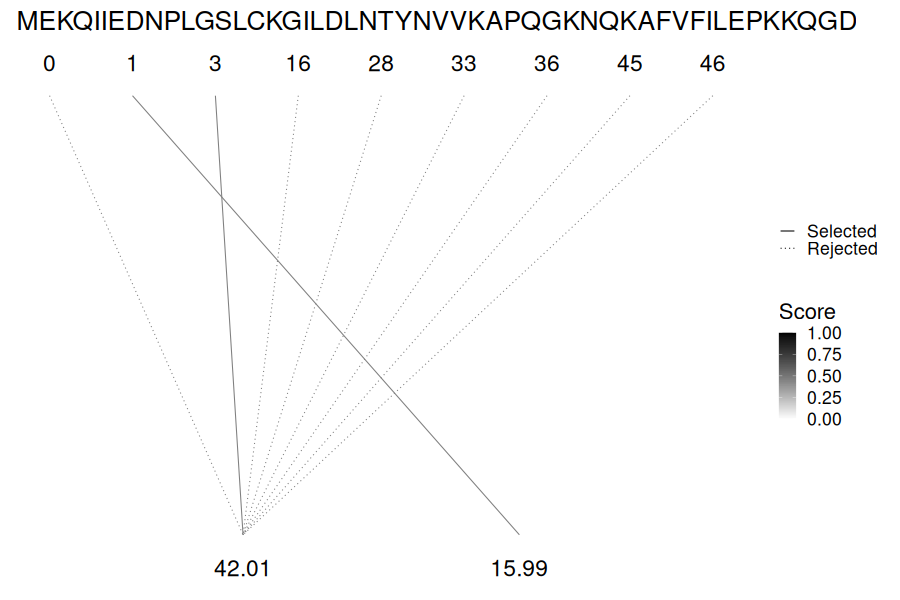 MEKQIIEDNPLGSLCKGILDLNTYNVVKAPQGKNQKAFVFILEPKKQGD
0 1 3 16 28 33 36 45 46
Selected
Rejected
Score
1.00
0.75
0.50
0.25
0.00
42.01 15.99